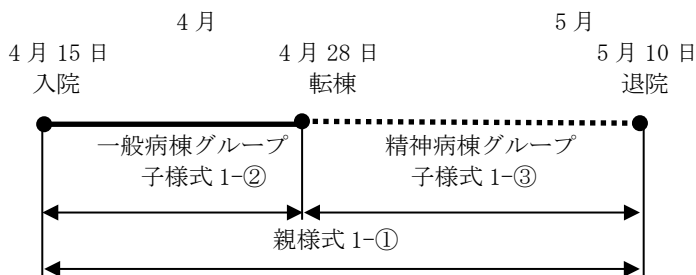 4月 5月
4月15日 4月28日 5月10日
入院 転棟 退院
一般病棟グループ 精神病棟グループ
子様式1-② 子様式1-③
親様式1-①